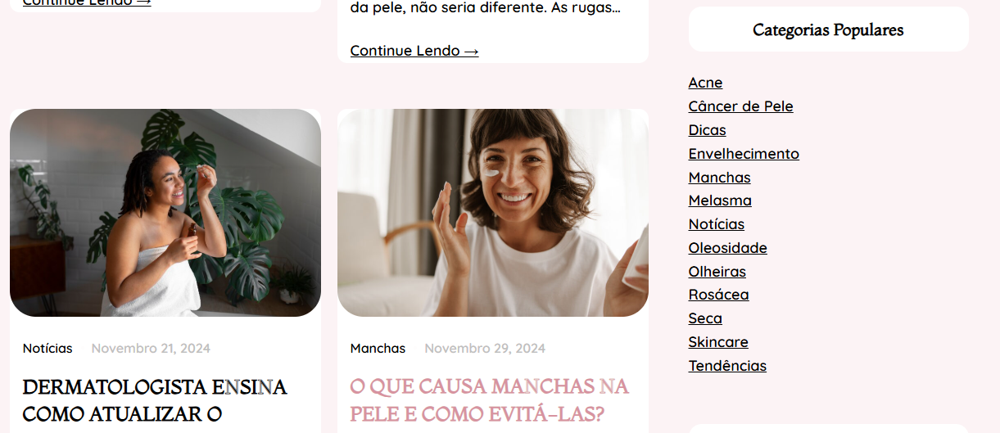 Continue Lendo →
da pele, não seria diferente. As rugas…
Continue Lendo →
Notícias Novembro 21, 2024
DERMATOLOGISTA ENSINA
COMO ATUALIZAR O
Manchas Novembro 29, 2024
O QUE CAUSA MANCHAS NA
PELE E COMO EVITÁ-LAS?
Categorias Populares
Acne
Câncer de Pele
Dicas
Envelhecimento
Manchas
Melasma
Notícias
Oleosidade
Olheiras
Rosácea
Seca
Skincare
Tendências